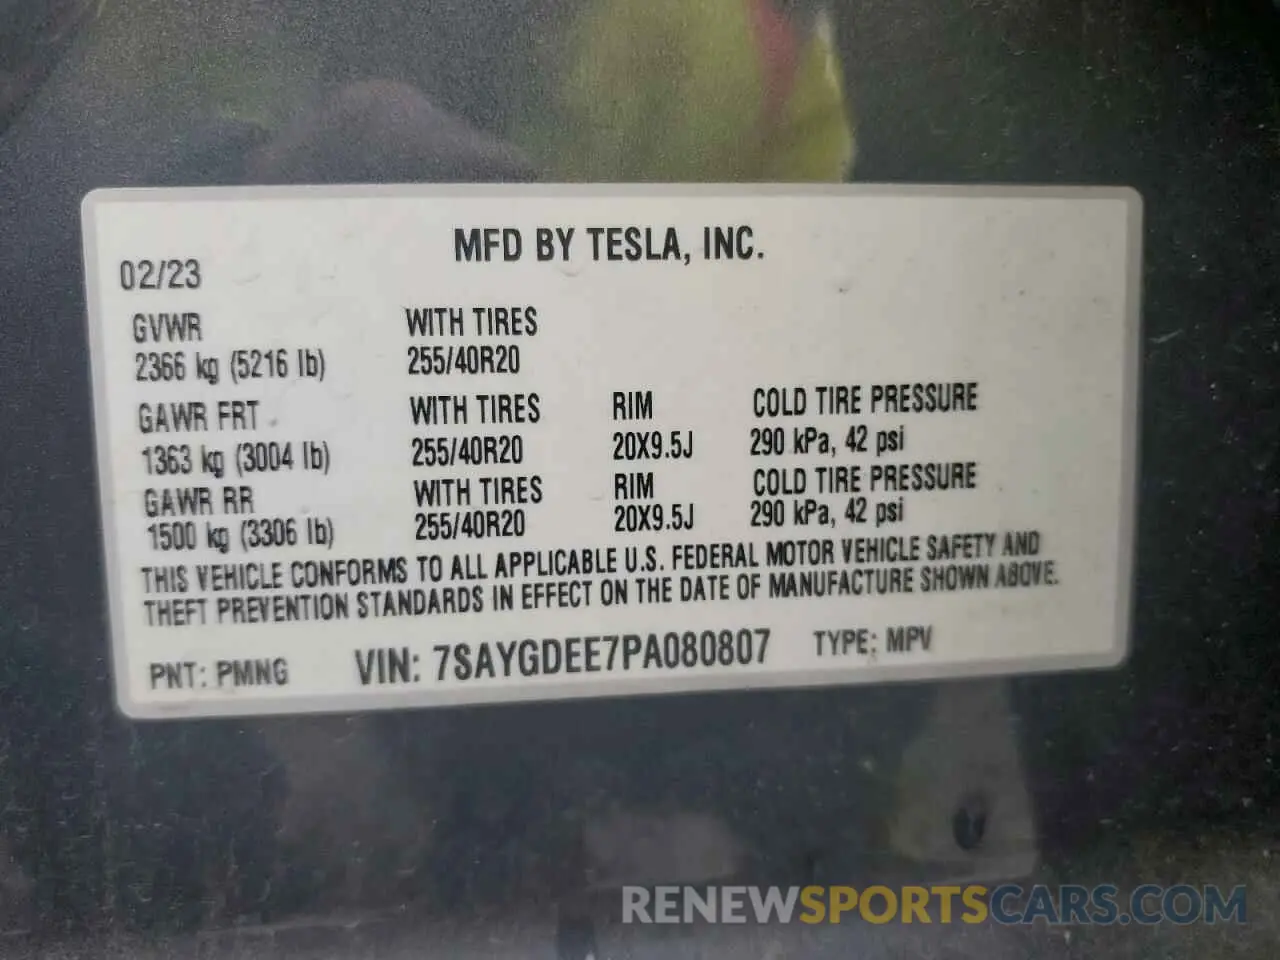 MFD BY TESLA, INC.
02/23
GVWR WITH TIRES
2366 kg (5216 lb) 255/40R20
GAWR FRT WITH TIRES RIM COLD TIRE PRESSURE
1363 kg (3004 lb) 255/40R20 20X9.5J 290 kPa, 42 psi
GAWR RR WITH TIRES RIM COLD TIRE PRESSURE
1500 kg (3306 lb) 255/40R20 20X9.5J 290 kPa, 42 psi
THIS VEHICLE CONFORMS TO ALL APPLICABLE U.S. FEDERAL MOTOR VEHICLE SAFETY AND
THEFT PREVENTION STANDARDS IN EFFECT ON THE DATE OF MANUFACTURE SHOWN ABOVE.
PNT: PMNG VIN: 7SAYGDEE7PA080807 TYPE: MPV
RENEWSPORTSCARS.COM